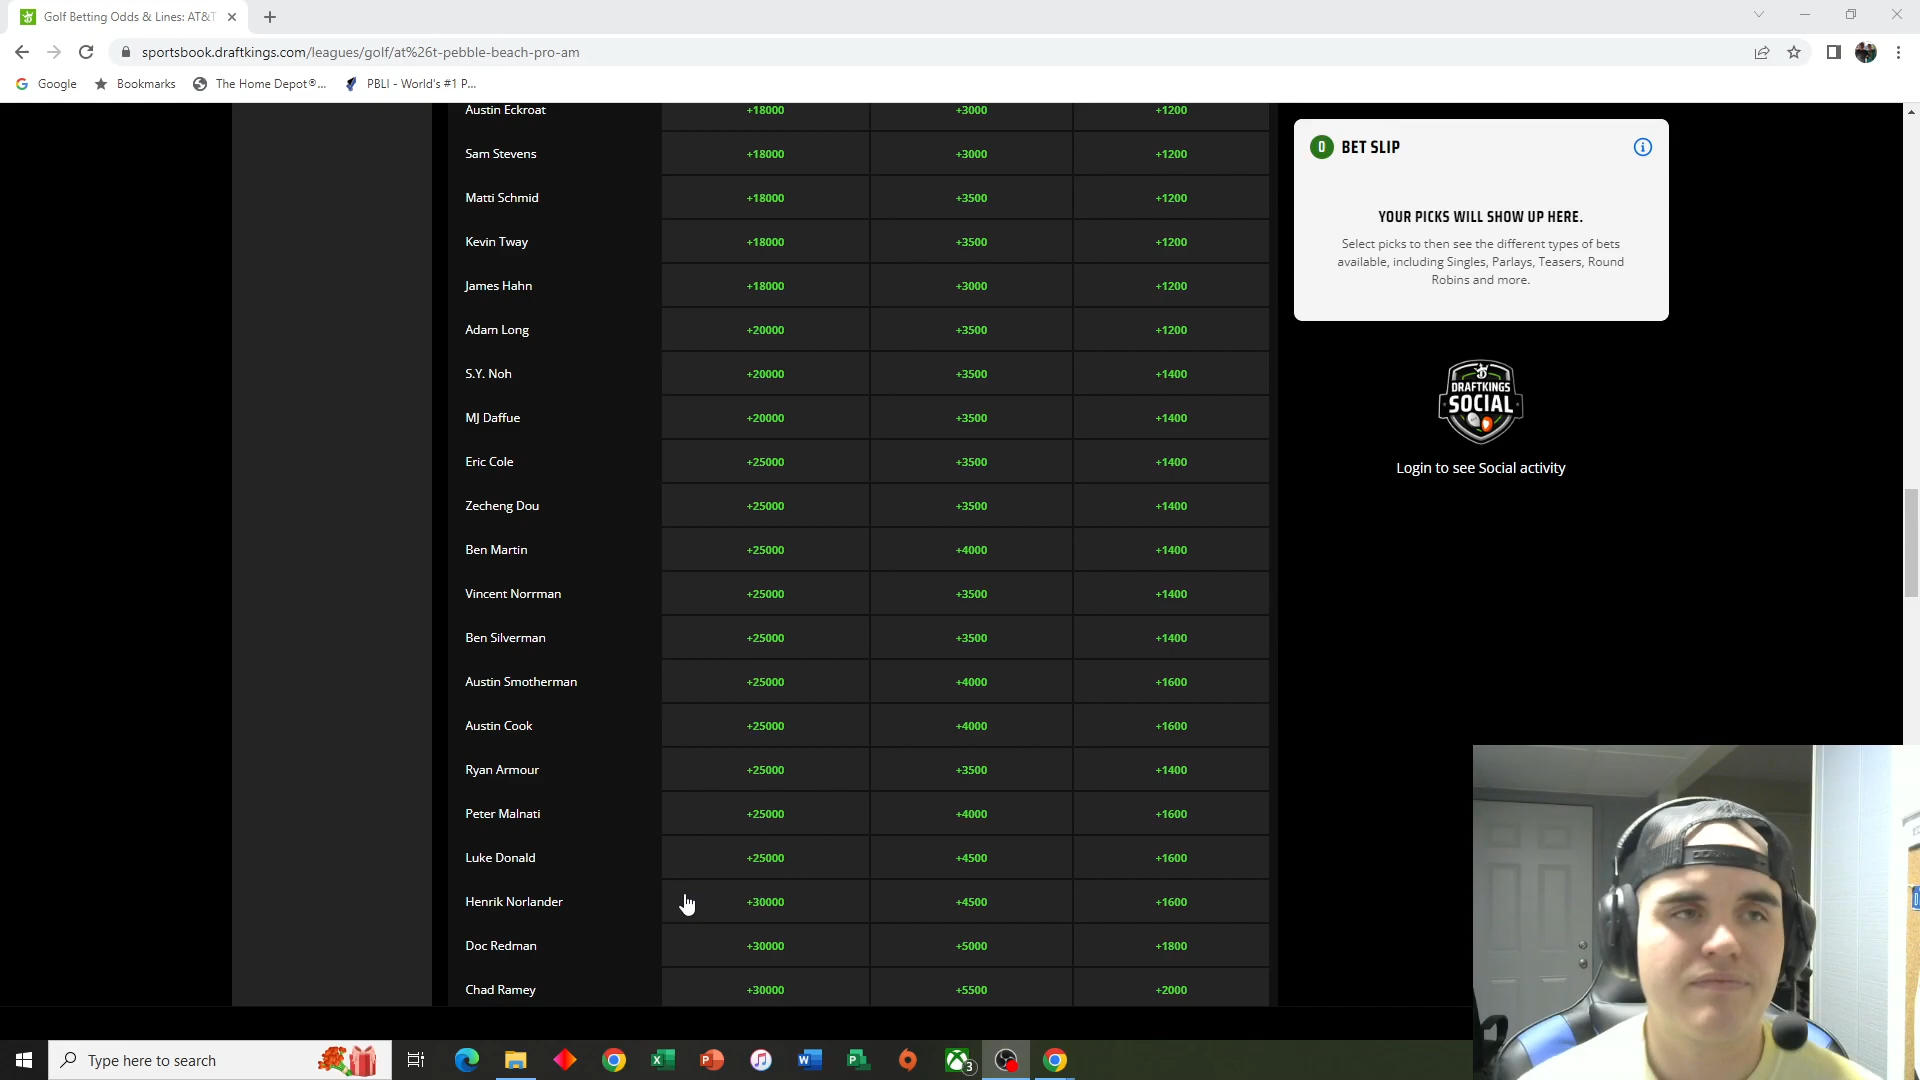 Golf Betting Odds & Lines: AT&T
sportsbook.draftkings.com/leagues/golf/at%26t-pebble-beach-pro-am
Google Bookmarks The Home Depot®... PBLI - World's #1 P...
Austin Eckroat +18000 +3000 +1200
Sam Stevens +18000 +3000 +1200
Matti Schmid +18000 +3500 +1200
Kevin Tway +18000 +3500 +1200
James Hahn +18000 +3000 +1200
Adam Long +20000 +3500 +1200
S.Y. Noh +20000 +3500 +1400
MJ Daffue +20000 +3500 +1400
Eric Cole +25000 +3500 +1400
Zecheng Dou +25000 +3500 +1400
Ben Martin +25000 +4000 +1400
Vincent Norrman +25000 +3500 +1400
Ben Silverman +25000 +3500 +1400
Austin Smotherman +25000 +4000 +1600
Austin Cook +25000 +4000 +1600
Ryan Armour +25000 +3500 +1400
Peter Malnati +25000 +4000 +1600
Luke Donald +25000 +4500 +1600
Henrik Norlander +30000 +4500 +1600
Doc Redman +30000 +5000 +1800
Chad Ramey +30000 +5500 +2000
0 BET SLIP
YOUR PICKS WILL SHOW UP HERE.
Select picks to then see the different types of bets
available, including Singles, Parlays, Teasers, Round
Robins and more.
DRAFTKINGS
SOCIAL
Login to see Social activity
Type here to search
3